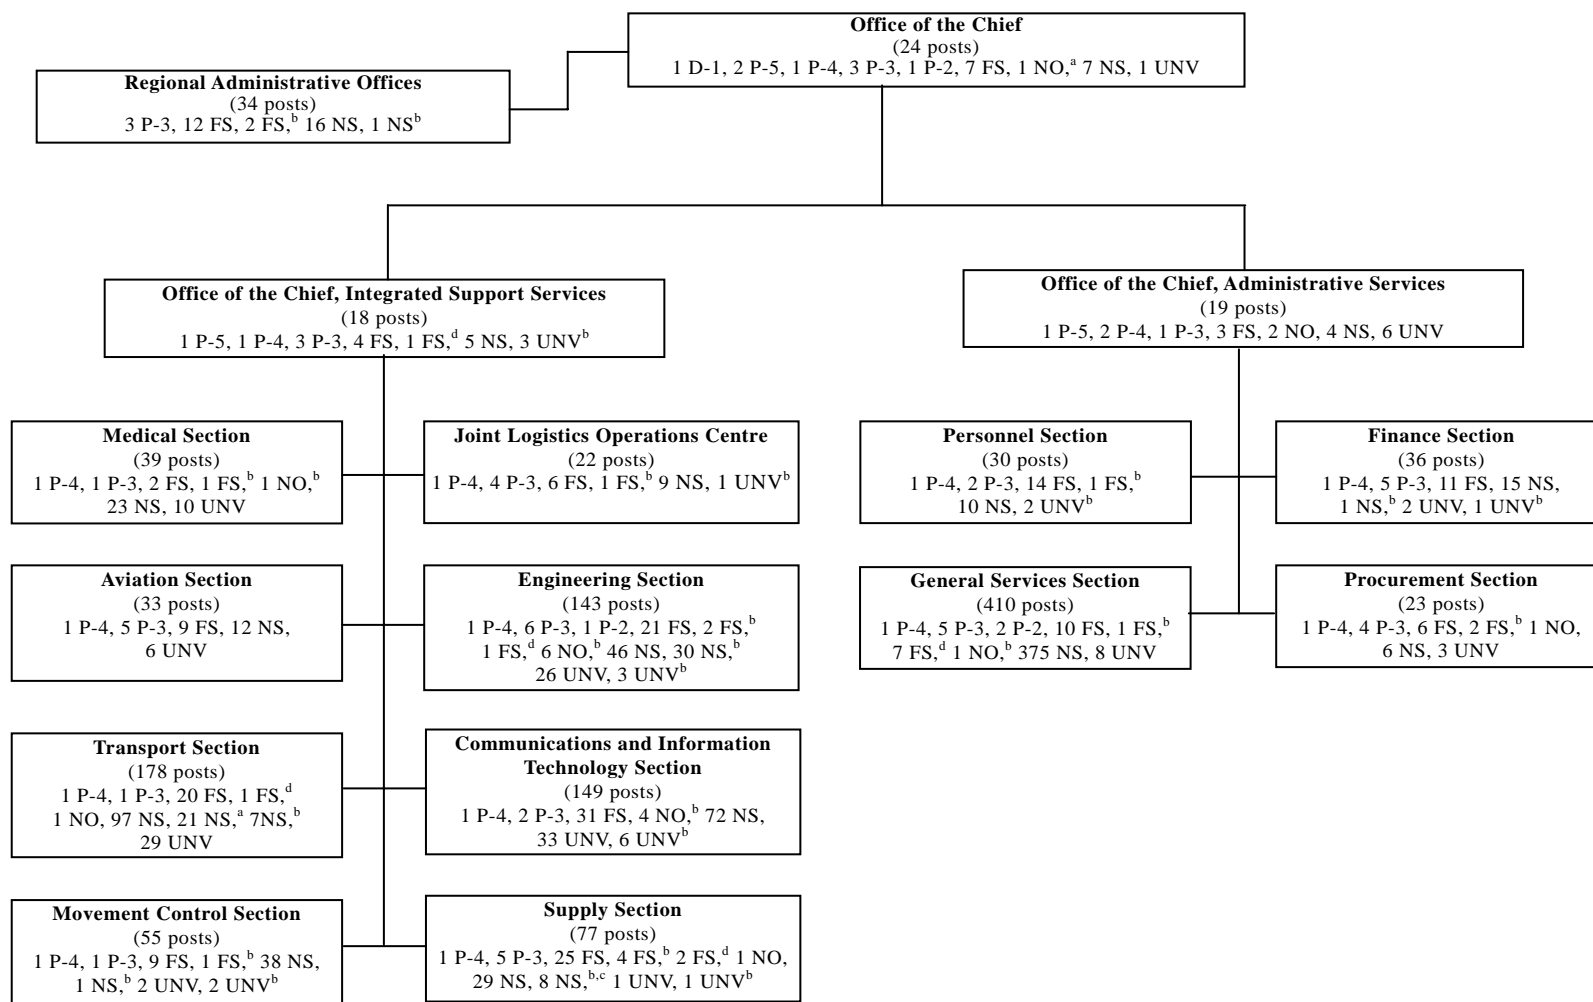 Office of the Chief
(24 posts)
1 D-1, 2 P-5, 1 P-4, 3 P-3, 1 P-2, 7 FS, 1 NO,ᵃ 7 NS, 1 UNV
Regional Administrative Offices
(34 posts)
3 P-3, 12 FS, 2 FS,ᵇ 16 NS, 1 NSᵇ
Office of the Chief, Integrated Support Services
(18 posts)
1 P-5, 1 P-4, 3 P-3, 4 FS, 1 FS,ᵈ 5 NS, 3 UNVᵇ
Office of the Chief, Administrative Services
(19 posts)
1 P-5, 2 P-4, 1 P-3, 3 FS, 2 NO, 4 NS, 6 UNV
Medical Section
(39 posts)
1 P-4, 1 P-3, 2 FS, 1 FS,ᵇ 1 NO,ᵇ
23 NS, 10 UNV
Joint Logistics Operations Centre
(22 posts)
1 P-4, 4 P-3, 6 FS, 1 FS,ᵇ 9 NS, 1 UNVᵇ
Personnel Section
(30 posts)
1 P-4, 2 P-3, 14 FS, 1 FS,ᵇ
10 NS, 2 UNVᵇ
Finance Section
(36 posts)
1 P-4, 5 P-3, 11 FS, 15 NS,
1 NS,ᵇ 2 UNV, 1 UNVᵇ
Aviation Section
(33 posts)
1 P-4, 5 P-3, 9 FS, 12 NS,
6 UNV
Engineering Section
(143 posts)
1 P-4, 6 P-3, 1 P-2, 21 FS, 2 FS,ᵇ
1 FS,ᵈ 6 NO,ᵇ 46 NS, 30 NS,ᵇ
26 UNV, 3 UNVᵇ
General Services Section
(410 posts)
1 P-4, 5 P-3, 2 P-2, 10 FS, 1 FS,ᵇ
7 FS,ᵈ 1 NO,ᵇ 375 NS, 8 UNV
Procurement Section
(23 posts)
1 P-4, 4 P-3, 6 FS, 2 FS,ᵇ 1 NO,
6 NS, 3 UNV
Transport Section
(178 posts)
1 P-4, 1 P-3, 20 FS, 1 FS,ᵈ
1 NO, 97 NS, 21 NS,ᵃ 7NS,ᵇ
29 UNV
Communications and Information
Technology Section
(149 posts)
1 P-4, 2 P-3, 31 FS, 4 NO,ᵇ 72 NS,
33 UNV, 6 UNVᵇ
Movement Control Section
(55 posts)
1 P-4, 1 P-3, 9 FS, 1 FS,ᵇ 38 NS,
1 NS,ᵇ 2 UNV, 2 UNVᵇ
Supply Section
(77 posts)
1 P-4, 5 P-3, 25 FS, 4 FS,ᵇ 2 FS,ᵈ 1 NO,
29 NS, 8 NS,ᵇ,ᶜ 1 UNV, 1 UNVᵇ